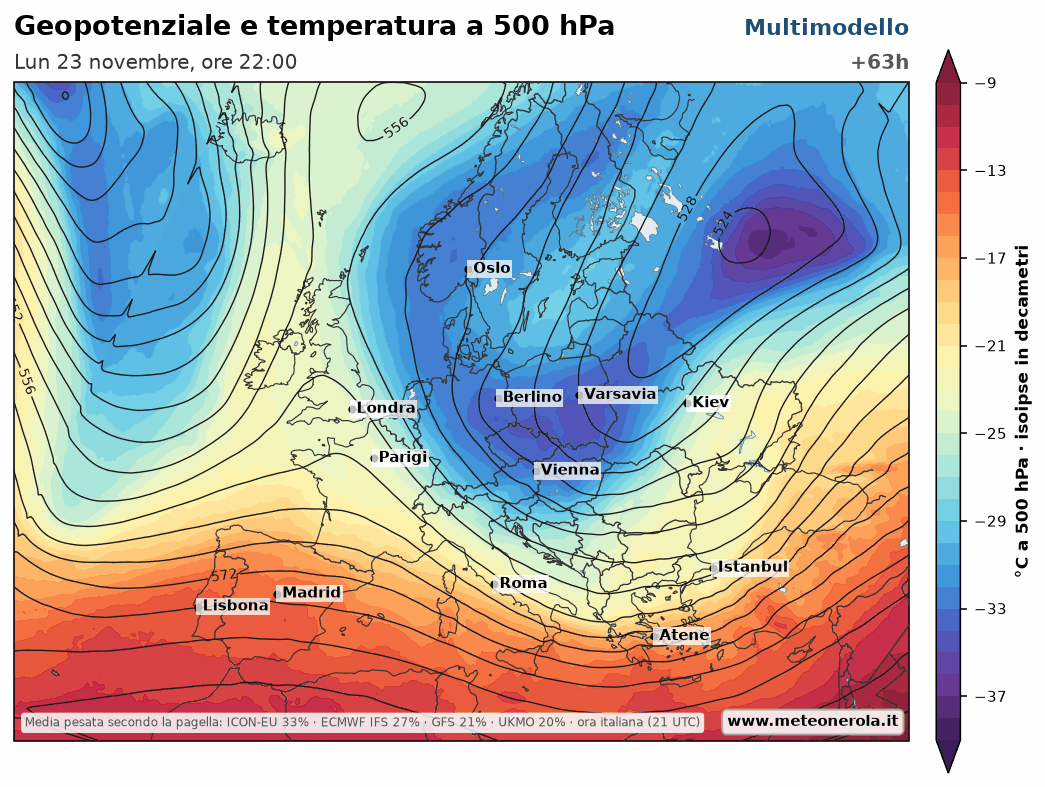 Geopotenziale e temperatura a 500 hPa
Multimodello
Lun 23 novembre, ore 22:00
+63h
556
528
524
Oslo
556
Berlino
Varsavia
Kiev
Londra
Parigi
Vienna
572
Roma
Istanbul
Madrid
Lisbona
Atene
Media pesata secondo la pagella: ICON-EU 33% · ECMWF IFS 27% · GFS 21% · UKMO 20% · ora italiana (21 UTC)
www.meteonerola.it
−9
−13
−17
−21
−25
−29
−33
−37
°C a 500 hPa · isoipse in decametri